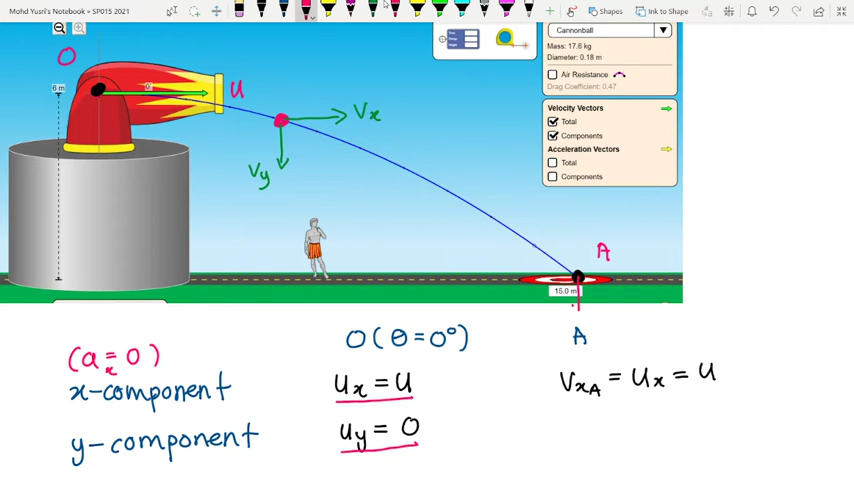 Mohd Yusri's Notebook » SP015 2021
Shapes
Ink to Shape
Cannonball
Mass: 17.6 kg
Diameter: 0.18 m
Air Resistance
Drag Coefficient: 0.47
Velocity Vectors
Total
Components
Acceleration Vectors
Total
Components
O
6 m
0°
u
Vx
Vy
A
15.0 m
O (θ = 0°)
A
(ax = 0)
x-component
ux = u
VxA = ux = u
y-component
uy = 0